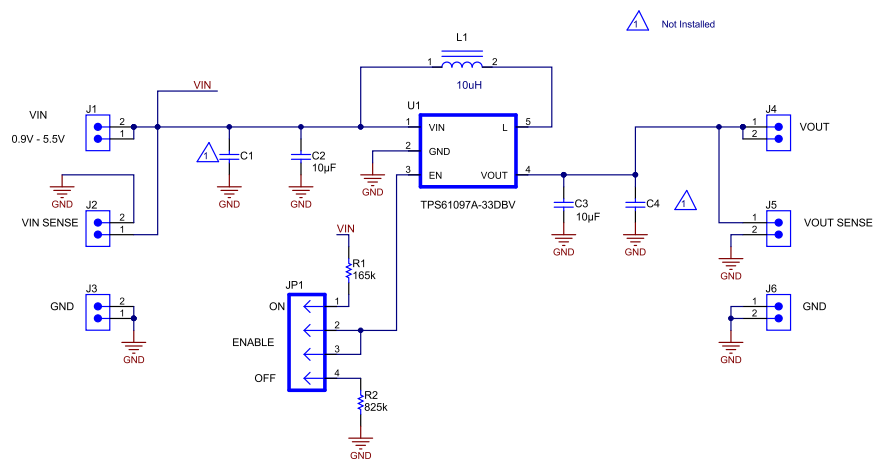 1 Not Installed
L1
1 2
10uH
VIN
VIN
0.9V - 5.5V
J1
2
1
U1
1 VIN L 5
2 GND
3 EN VOUT 4
TPS61097A-33DBV
1 C1
GND
C2
10µF
GND
GND
J4
2
1
VOUT
GND
J2
VIN SENSE
2
1
C3
10µF
GND
C4
GND
1
J5
1
2
VOUT SENSE
GND
VIN
R1
165k
J3
GND
2
1
GND
JP1
ON 1
2
ENABLE
3
OFF 4
R2
825k
GND
J6
1
2
GND
GND